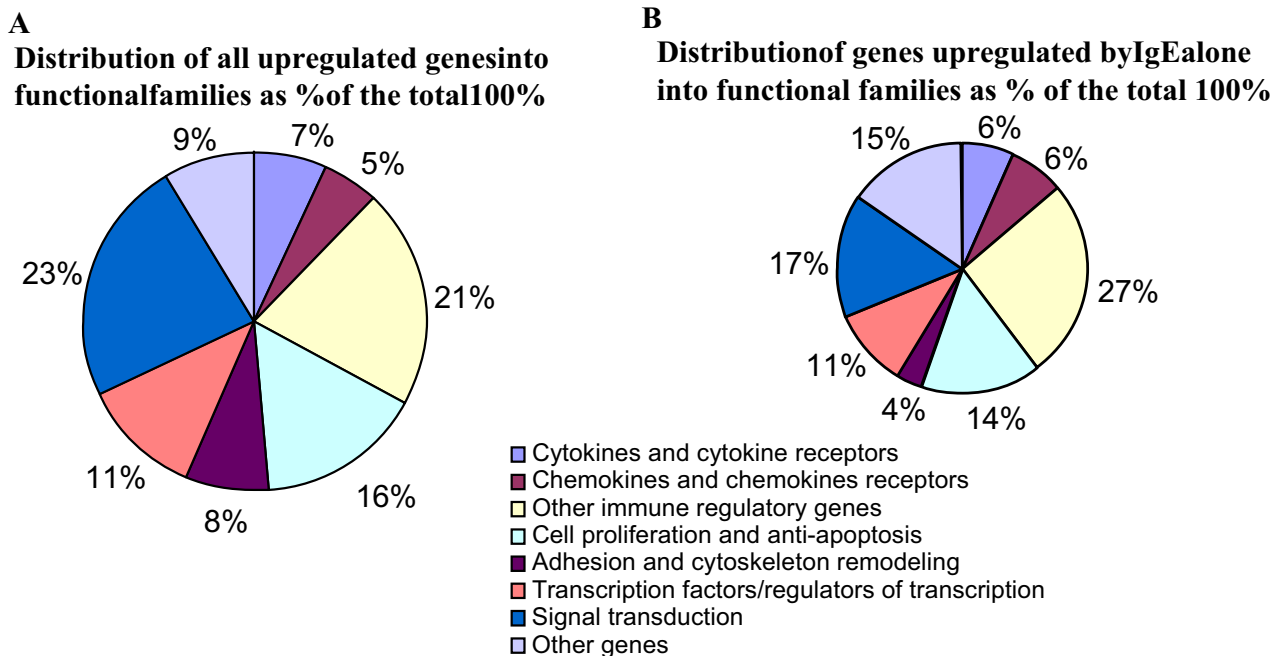 A
Distribution of all upregulated genesinto
functionalfamilies as %of the total100%
9%
7%
5%
23%
21%
11%
8%
16%
B
Distributionof genes upregulated byIgEalone
into functional families as % of the total 100%
15%
6%
6%
17%
27%
11%
4%
14%
Cytokines and cytokine receptors
Chemokines and chemokines receptors
Other immune regulatory genes
Cell proliferation and anti-apoptosis
Adhesion and cytoskeleton remodeling
Transcription factors/regulators of transcription
Signal transduction
Other genes